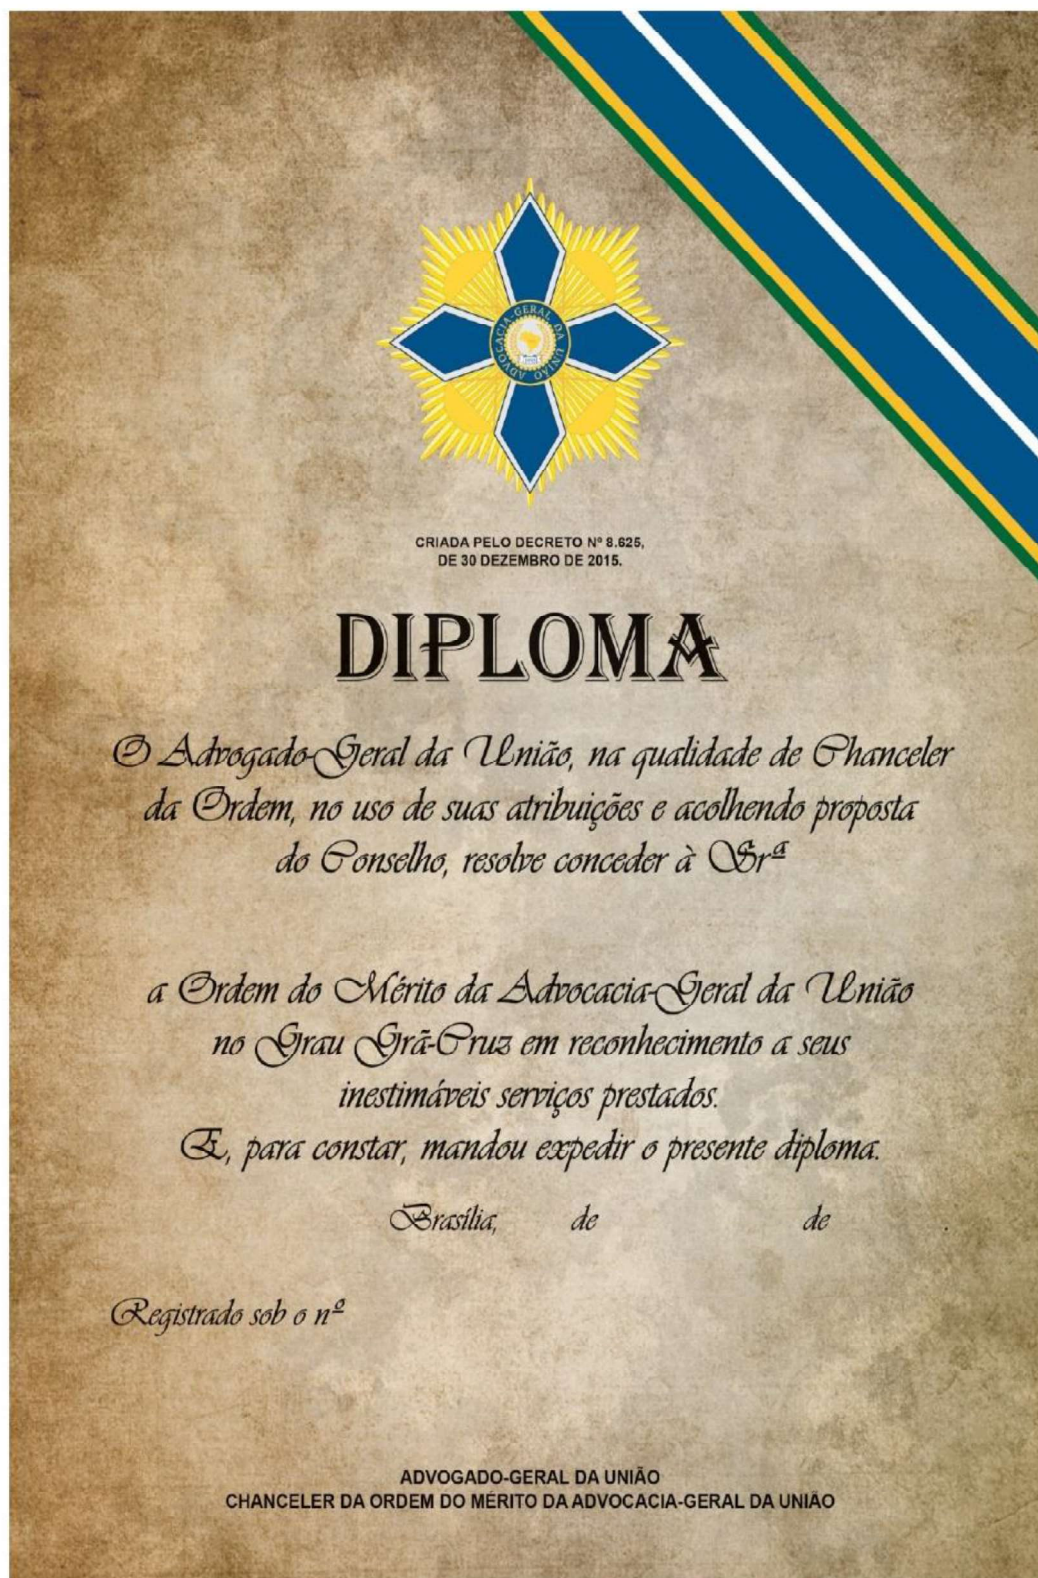 ADVOCACIA-GERAL DA UNIÃO
CRIADA PELO DECRETO Nº 8.625,
DE 30 DEZEMBRO DE 2015.
DIPLOMA
O Advogado-Geral da União, na qualidade de Chanceler
da Ordem, no uso de suas atribuições e acolhendo proposta
do Conselho, resolve conceder à Srª
a Ordem do Mérito da Advocacia-Geral da União
no Grau Grã-Cruz em reconhecimento a seus
inestimáveis serviços prestados.
E, para constar, mandou expedir o presente diploma.
Brasília, de de .
Registrado sob o nº
ADVOGADO-GERAL DA UNIÃO
CHANCELER DA ORDEM DO MÉRITO DA ADVOCACIA-GERAL DA UNIÃO